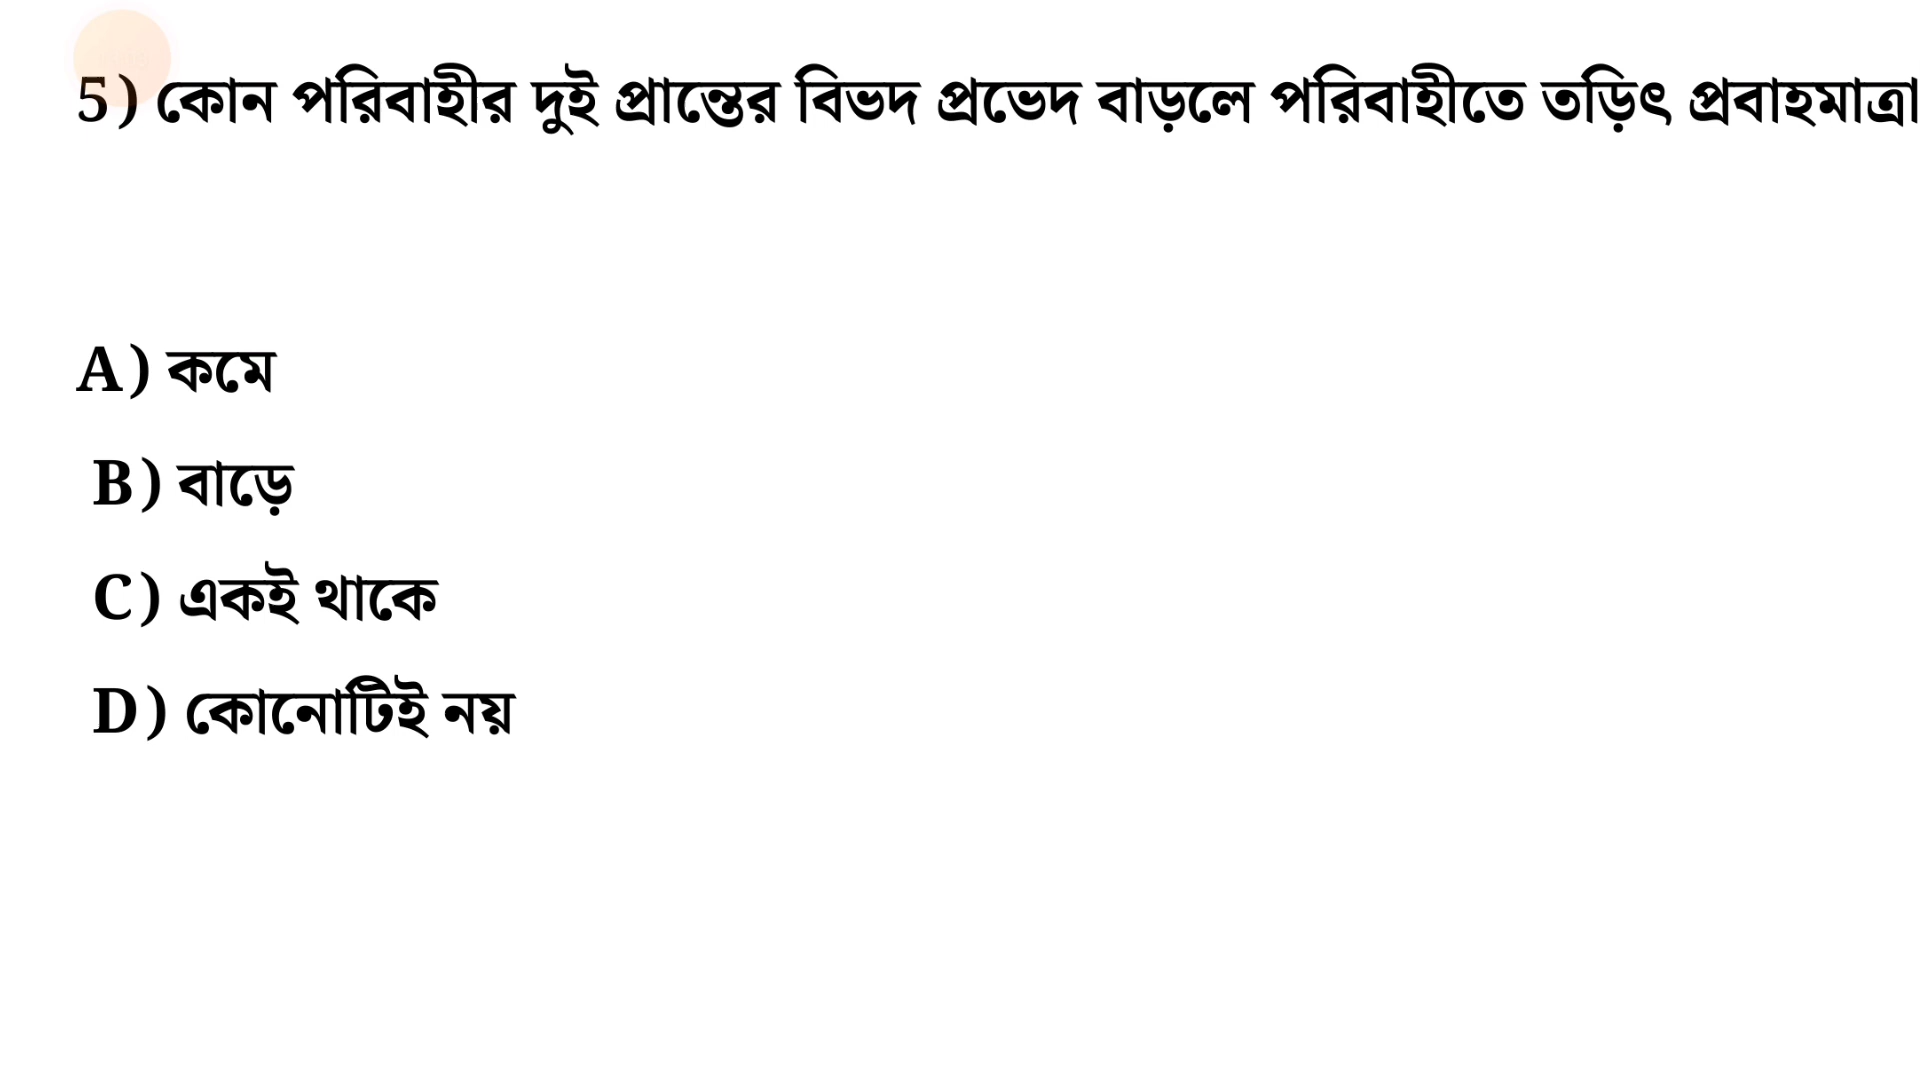 5) কোন পরিবাহীর দুই প্রান্তের বিভদ প্রভেদ বাড়লে পরিবাহীতে তড়িৎ প্রবাহমাত্রা
A) কমে
B) বাড়ে
C) একই থাকে
D) কোনোটিই নয়